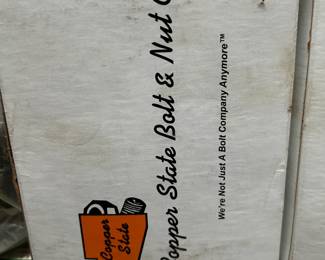 Copper State Bolt & Nut
We're Not Just A Bolt Company Anymore™
Copper
State